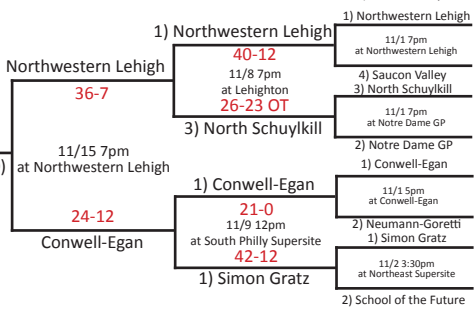 1) Northwestern Lehigh
11/1 7pm
at Northwestern Lehigh
4) Saucon Valley
1) Northwestern Lehigh
40-12
11/8 7pm
at Lehighton
26-23 OT
3) North Schuylkill
3) North Schuylkill
11/1 7pm
at Notre Dame GP
2) Notre Dame GP
Northwestern Lehigh
36-7
11/15 7pm
at Northwestern Lehigh
24-12
Conwell-Egan
1) Conwell-Egan
11/1 5pm
at Conwell-Egan
2) Neumann-Goretti
1) Conwell-Egan
21-0
11/9 12pm
at South Philly Supersite
42-12
1) Simon Gratz
1) Simon Gratz
11/2 3:30pm
at Northeast Supersite
2) School of the Future